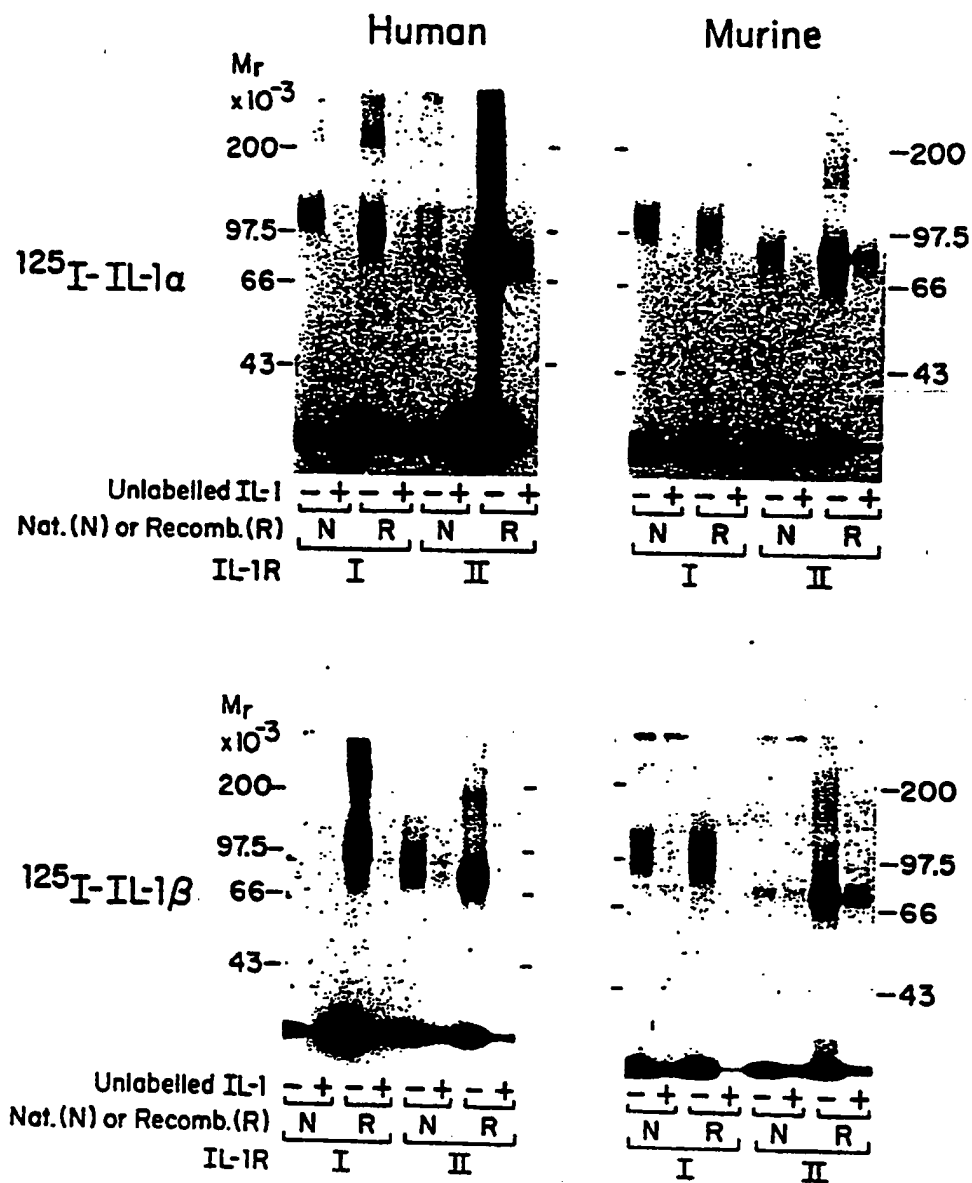 Human Murine
Mr
x10-3
200- -200
97.5- -97.5
125I-IL-1α
66- -66
43- -43
Unlabelled IL-1 - + - + - + - + - + - + - + - +
Nat.(N) or Recomb.(R) N R N R N R N R
IL-1R I II I II
Mr
x10-3
200- -200
97.5- -97.5
125I-IL-1β
66- -66
43- -43
Unlabelled IL-1 - + - + - + - + - + - + - + - +
Nat.(N) or Recomb.(R) N R N R N R N R
IL-1R I II I II